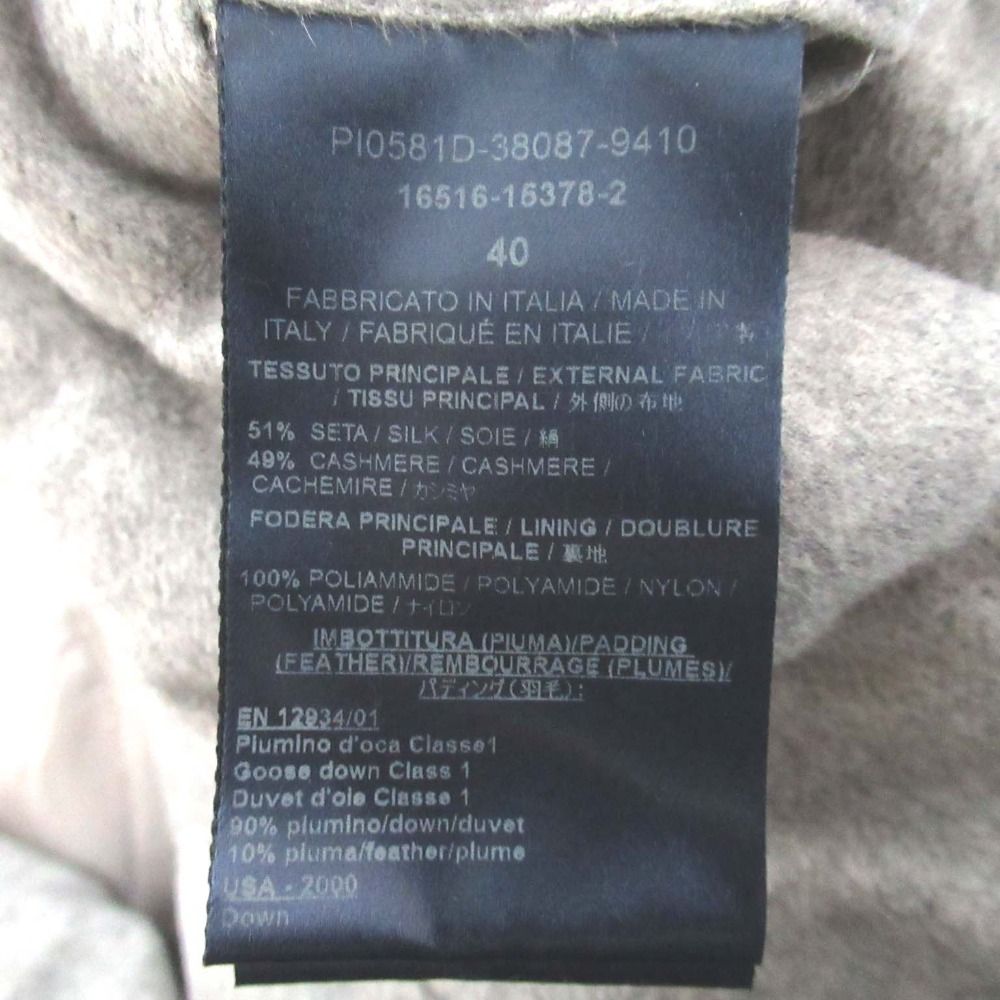 PI0581D-38087-9410
16516-15378-2
40
FABBRICATO IN ITALIA / MADE IN
ITALY / FABRIQUÉ EN ITALIE /
TESSUTO PRINCIPALE / EXTERNAL FABRIC
/ TISSU PRINCIPAL / 外側の布地
51% SETA / SILK / SOIE / 絹
49% CASHMERE / CASHMERE /
CACHEMIRE / カシミヤ
FODERA PRINCIPALE / LINING / DOUBLURE
PRINCIPALE / 裏地
100% POLIAMMIDE / POLYAMIDE / NYLON /
POLYAMIDE / ナイロン
IMBOTTITURA (PIUMA)/PADDING
(FEATHER)/REMBOURRAGE (PLUMES)/
パディング(羽毛):
EN 12934/01
Piumino d'oca Classe1
Goose down Class 1
Duvet d'oie Classe 1
90% piumino/down/duvet
10% piuma/feather/plume
USA - 2000
Down